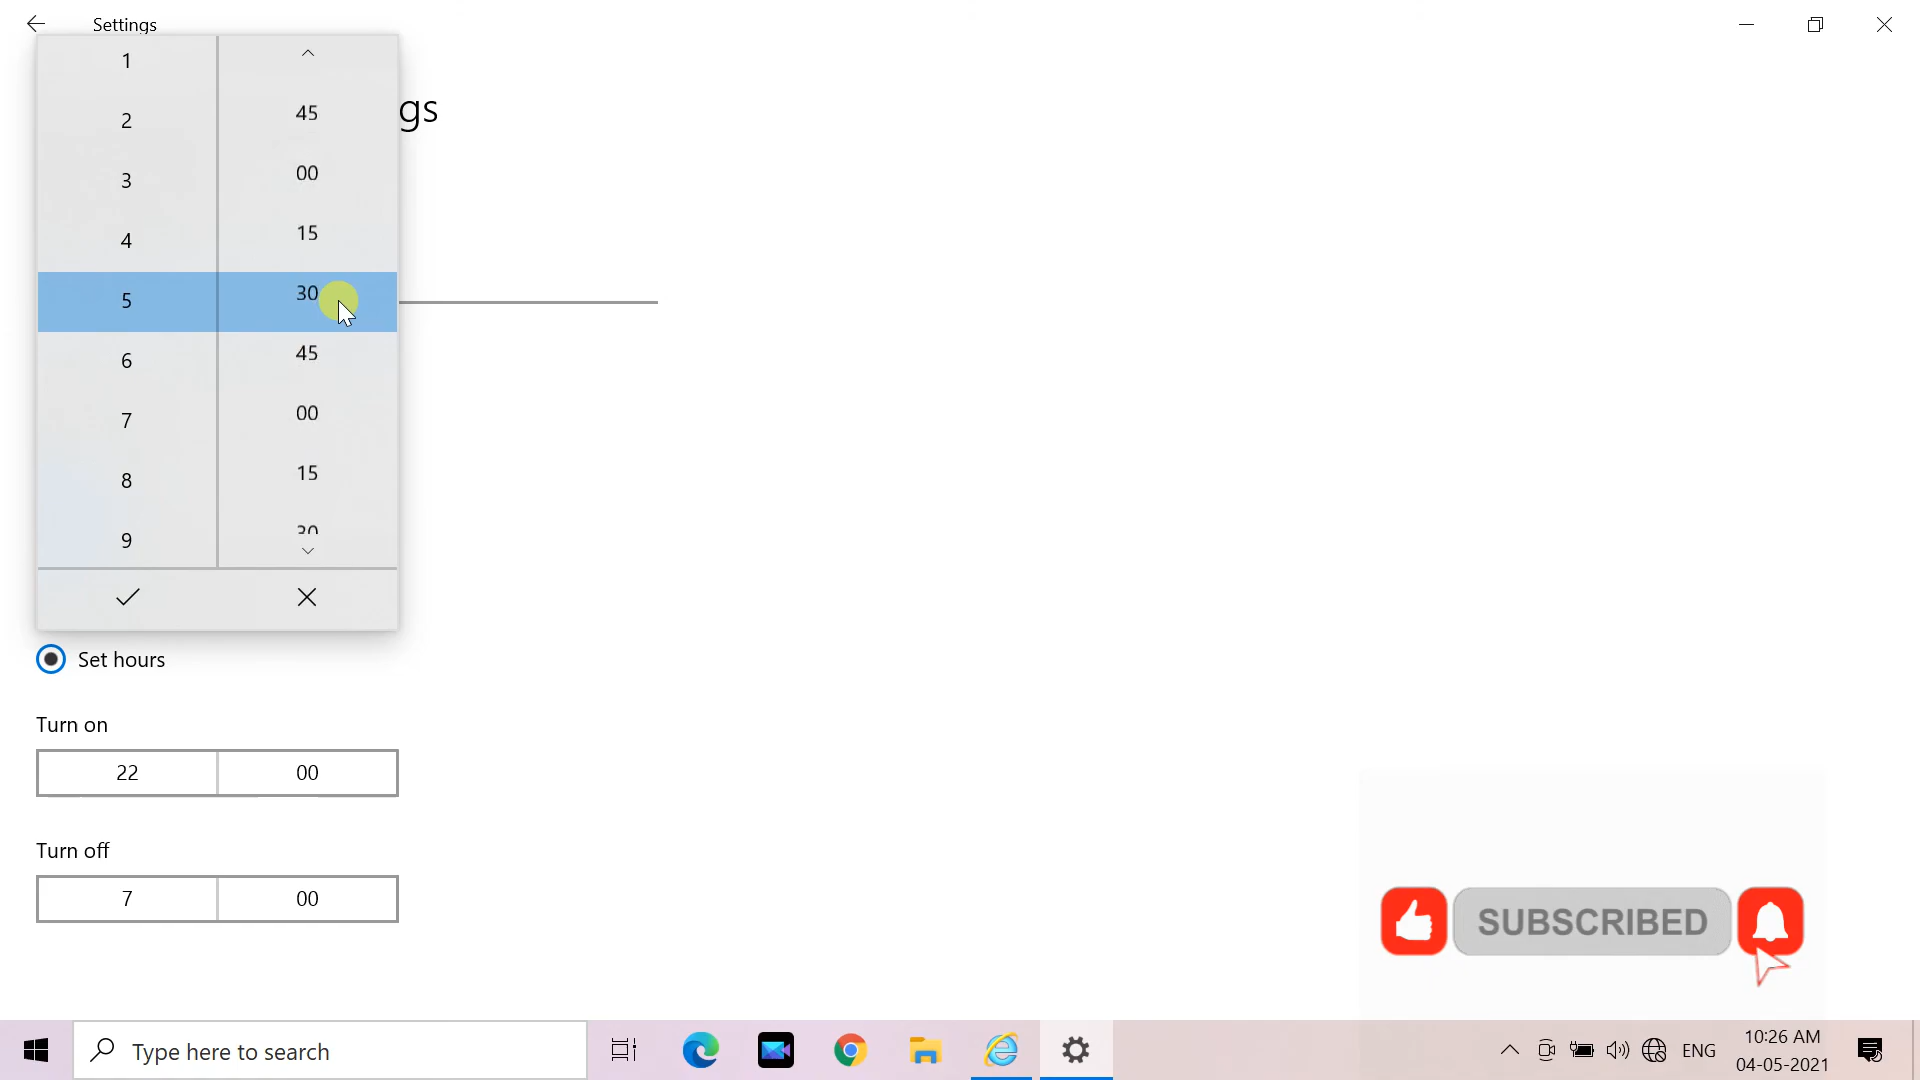 Settings
gs
1
2
3
4
5
6
7
8
9
45
00
15
30
45
00
15
30
Set hours
Turn on
22 00
Turn off
7 00
SUBSCRIBED
Type here to search
ENG
10:26 AM
04-05-2021